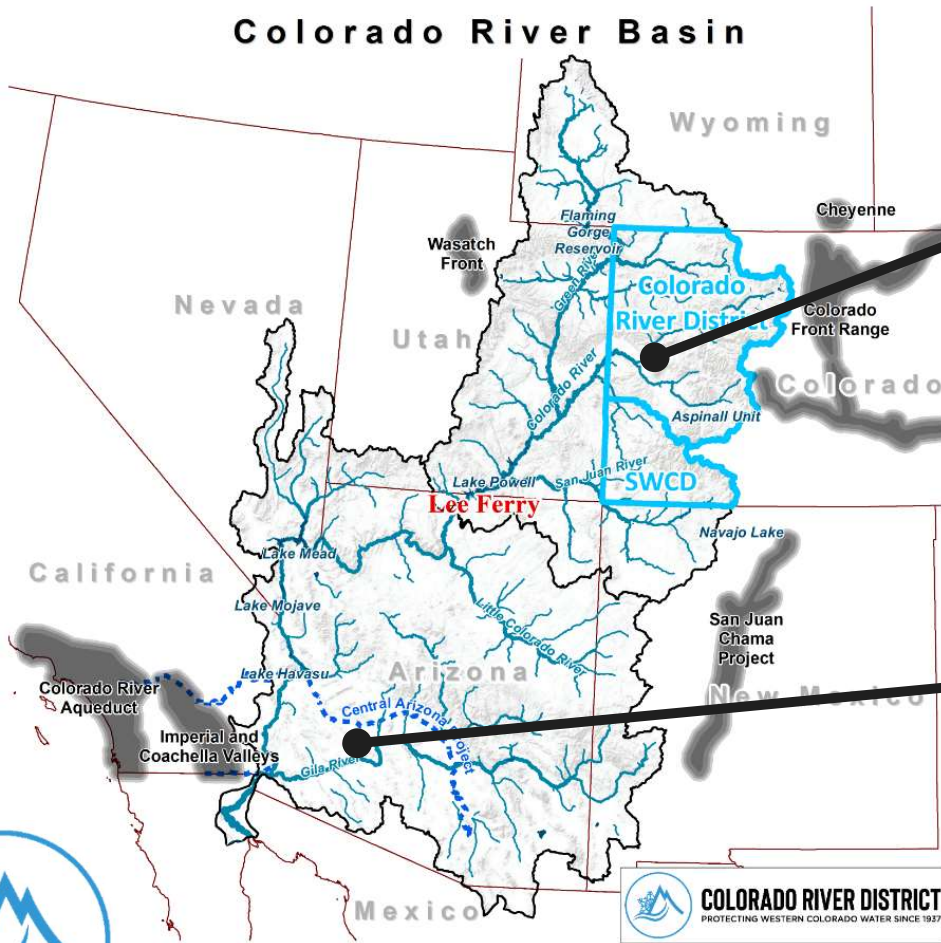 Colorado River Basin
Wyoming
Cheyenne
Flaming
Gorge
Reservoir
Wasatch
Front
Green River
Colorado
River District
Colorado
Front Range
Nevada
Utah
Colorado
Colorado River
Aspinall Unit
San Juan River
SWCD
Lake Powell
Lee Ferry
Navajo Lake
Lake Mead
California
Lake Mojave
Little Colorado River
San Juan
Chama
Project
Arizona
Lake Havasu
Colorado River
Aqueduct
New Mexico
Central Arizona Project
Imperial and
Coachella Valleys
Gila River
Mexico
COLORADO RIVER DISTRICT
PROTECTING WESTERN COLORADO WATER SINCE 1937